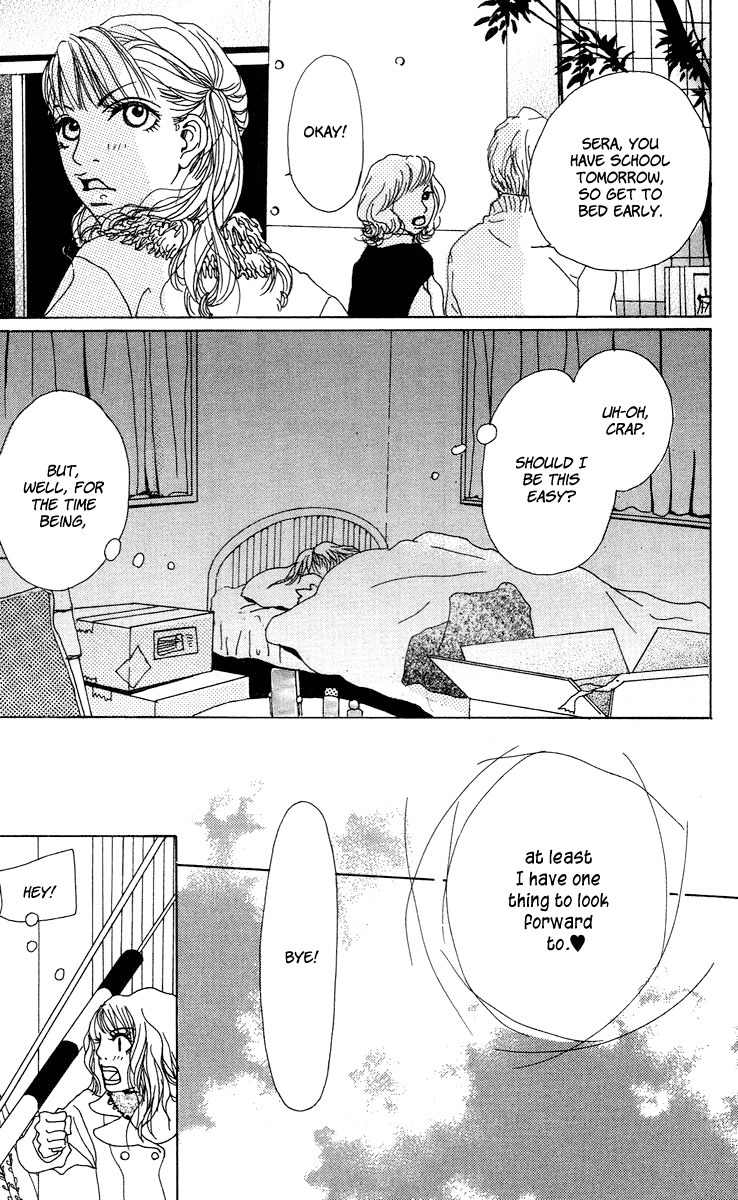 SERA, YOU
HAVE SCHOOL
TOMORROW,
SO GET TO
BED EARLY.
OKAY!
UH-OH,
CRAP.
SHOULD I
BE THIS
EASY?
BUT,
WELL, FOR
THE TIME
BEING,
at least
I have one
thing to look
forward
to.♥
BYE!
HEY!